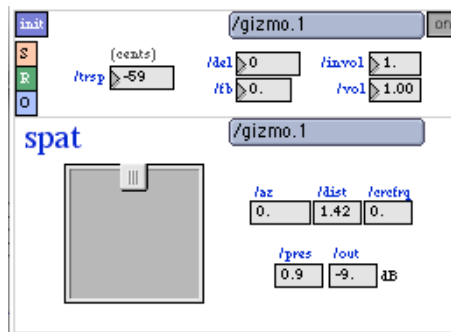 init /gizmo.1 on
S (cents) /del 0 /invol 1.
R /trsp -59 /fb 0. /vol 1.00
O
spat /gizmo.1
/az /dist /crcfrq
0. 1.42 0.
/pres /out
0.9 -9. dB